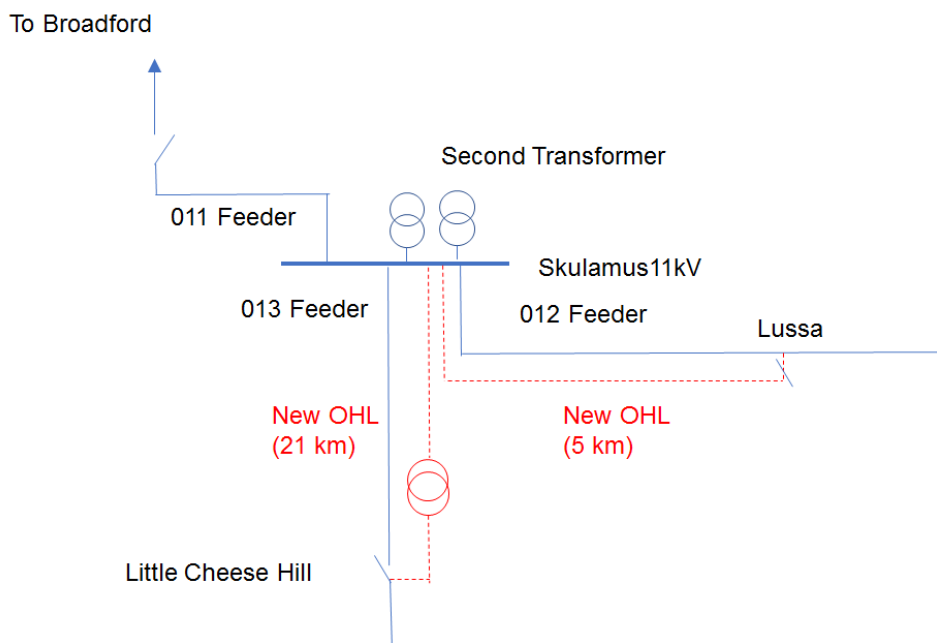 To Broadford
Second Transformer
011 Feeder
Skulamus11kV
013 Feeder
012 Feeder
Lussa
New OHL
(21 km)
New OHL
(5 km)
Little Cheese Hill